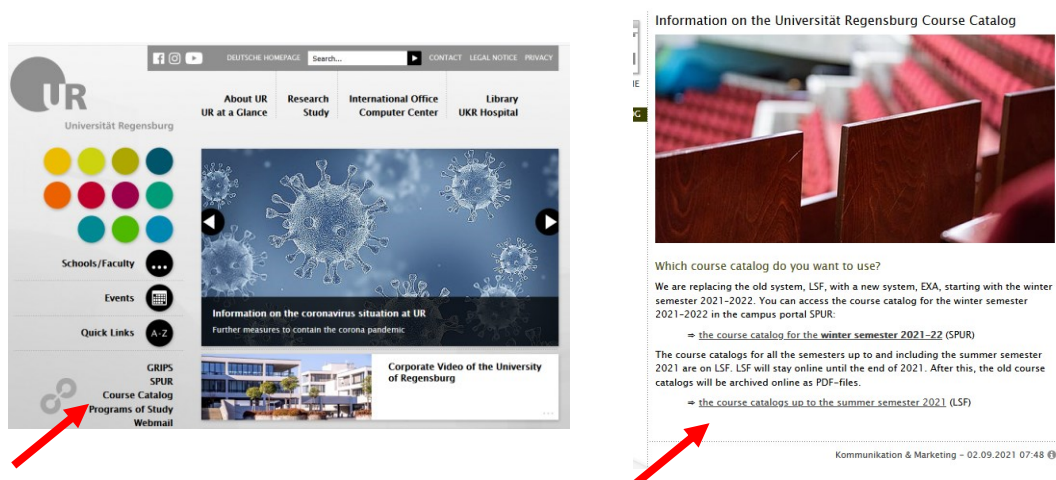 DEUTSCHE HOMEPAGE Search... CONTACT LEGAL NOTICE PRIVACY
UR
Universität Regensburg
About UR Research International Office Library
UR at a Glance Study Computer Center UKR Hospital
Schools/Faculty ...
Events
Quick Links A-Z
GRIPS
SPUR
Course Catalog
Programs of Study
Webmail
Information on the coronavirus situation at UR
Further measures to contain the corona pandemic
Corporate Video of the University
of Regensburg
...
Information on the Universität Regensburg Course Catalog
Which course catalog do you want to use?
We are replacing the old system, LSF, with a new system, EXA, starting with the winter
semester 2021-2022. You can access the course catalog for the winter semester
2021-2022 in the campus portal SPUR:
⇒ the course catalog for the winter semester 2021-22 (SPUR)
The course catalogs for all the semesters up to and including the summer semester
2021 are on LSF. LSF will stay online until the end of 2021. After this, the old course
catalogs will be archived online as PDF-files.
⇒ the course catalogs up to the summer semester 2021 (LSF)
Kommunikation & Marketing - 02.09.2021 07:48